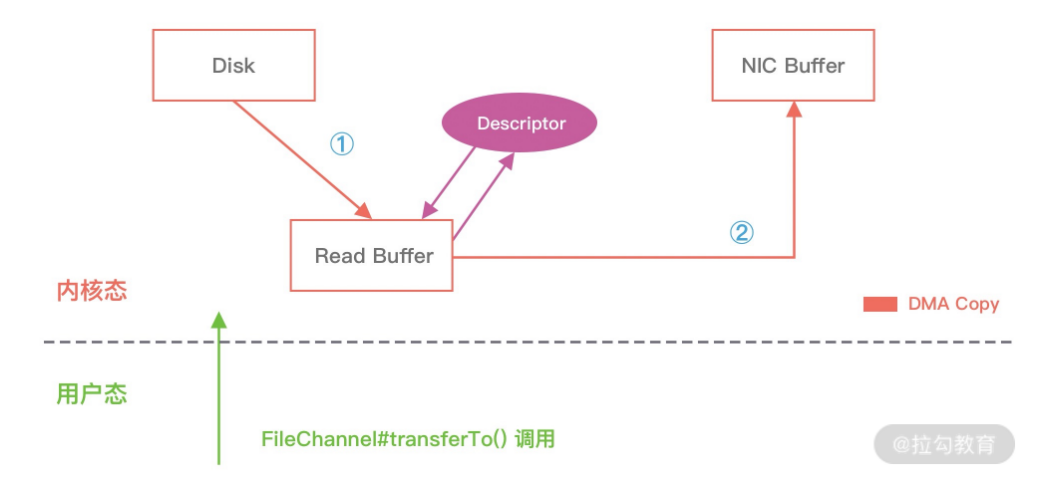 Disk
NIC Buffer
Descriptor
①
②
Read Buffer
内核态
DMA Copy
用户态
FileChannel#transferTo() 调用
@拉勾教育